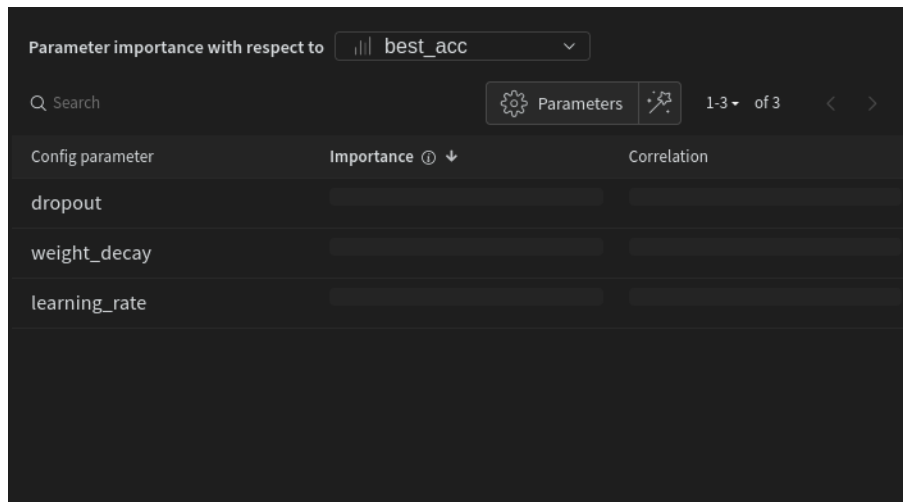 Parameter importance with respect to best_acc
Search Parameters 1-3 of 3
Config parameter Importance Correlation
dropout
weight_decay
learning_rate